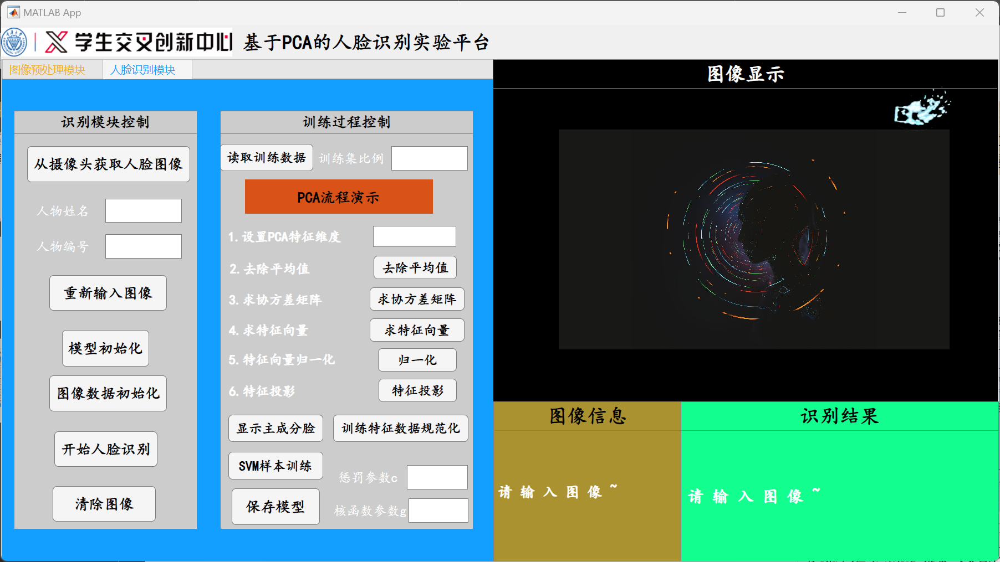 MATLAB App
学生交叉创新中心
基于PCA的人脸识别实验平台
图像预处理模块
人脸识别模块
识别模块控制
从摄像头获取人脸图像
人物姓名
人物编号
重新输入图像
模型初始化
图像数据初始化
开始人脸识别
清除图像
训练过程控制
读取训练数据
训练集比例
PCA流程演示
1.设置PCA特征维度
2.去除平均值
去除平均值
3.求协方差矩阵
求协方差矩阵
4.求特征向量
求特征向量
5.特征向量归一化
归一化
6.特征投影
特征投影
显示主成分脸
训练特征数据规范化
SVM样本训练
惩罚参数c
保存模型
核函数参数g
图像显示
图像信息
请 输 入 图 像 ~
识别结果
请 输 入 图 像 ~